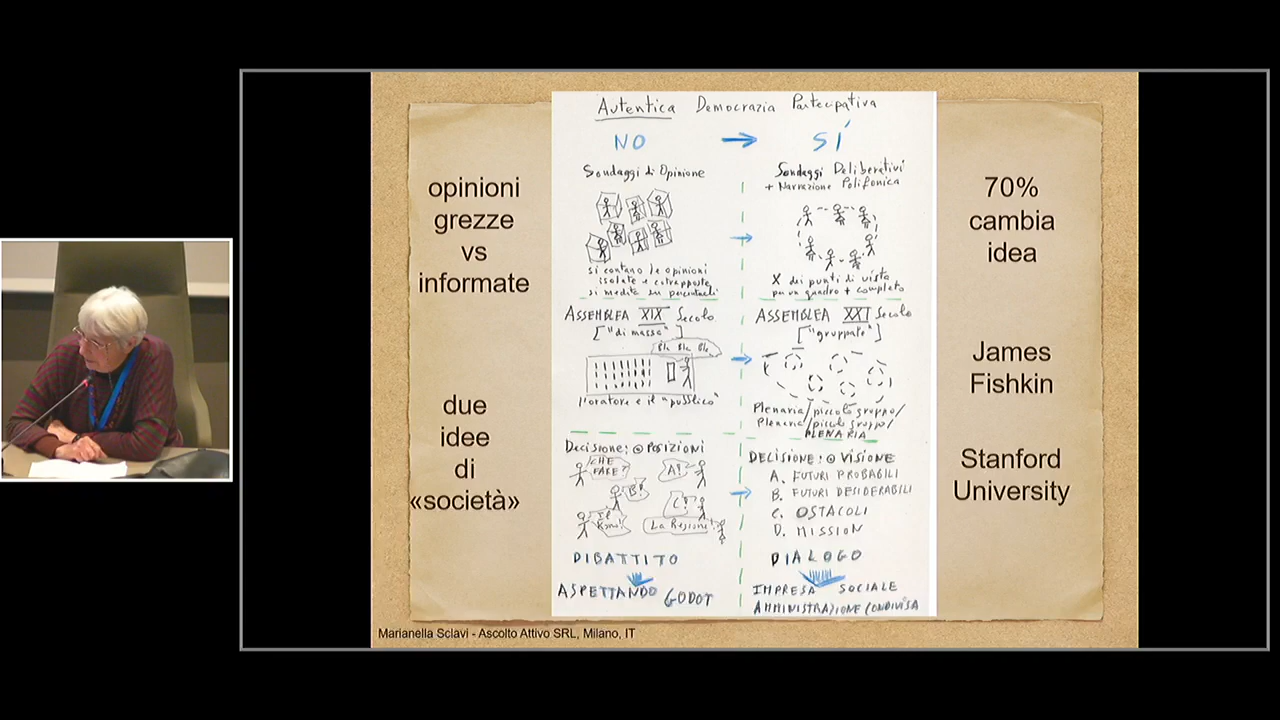 Autentica Democrazia Partecipativa
NO → SÍ
opinioni
grezze
vs
informate
due
idee
di
«società»
Sondaggi di Opinione
si contano le opinioni
isolate e
si medita
ASSEMBLEA XIX Secolo
["di massa"]
Bla Bla Bla
l'oratore e il "pubblico"
Decisione: POSIZIONI
CHE
FARE?
A!
B!
C!
La Regione!
DIBATTITO
ASPETTANDO GODOT
Sondaggi Deliberativi
+ Narrazione Polifonica
X dei punti di vista
per un quadro + completo
ASSEMBLEA XXI Secolo
["gruppate"]
Plenaria/piccolo gruppo/
Plenaria/piccolo gruppo/
PLENARIA
DECISIONE: VISIONE
A. FUTURI PROBABILI
B. FUTURI DESIDERABILI
C. OSTACOLI
D. MISSION
DIALOGO
IMPRESA SOCIALE
AMMINISTRAZIONE CONDIVISA
70%
cambia
idea
James
Fishkin
Stanford
University
Marianella Sclavi - Ascolto Attivo SRL, Milano, IT